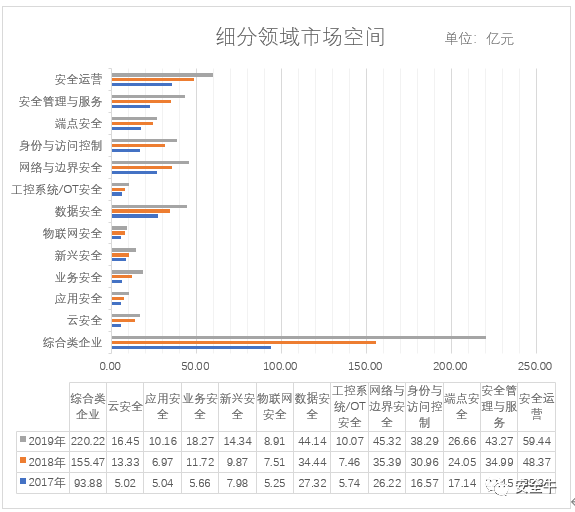 细分领域市场空间
单位：亿元
安全运营
安全管理与服务
端点安全
身份与访问控制
网络与边界安全
工控系统/OT安全
数据安全
物联网安全
新兴安全
业务安全
应用安全
云安全
综合类企业
0.00 50.00 100.00 150.00 200.00 250.00
综合类企业 云安全 应用安全 业务安全 新兴安全 物联网安全 数据安全 工控系统/OT安全 网络与边界安全 身份与访问控制 端点安全 安全管理与服务 安全运营
2019年 220.22 16.45 10.16 18.27 14.34 8.91 44.14 10.07 45.32 38.29 26.66 43.27 59.44
2018年 155.47 13.33 6.97 11.72 9.87 7.51 34.44 7.46 35.39 30.96 24.05 34.99 48.37
2017年 93.88 5.02 5.04 5.66 7.98 5.25 27.32 5.74 26.22 16.57 17.14
安全牛